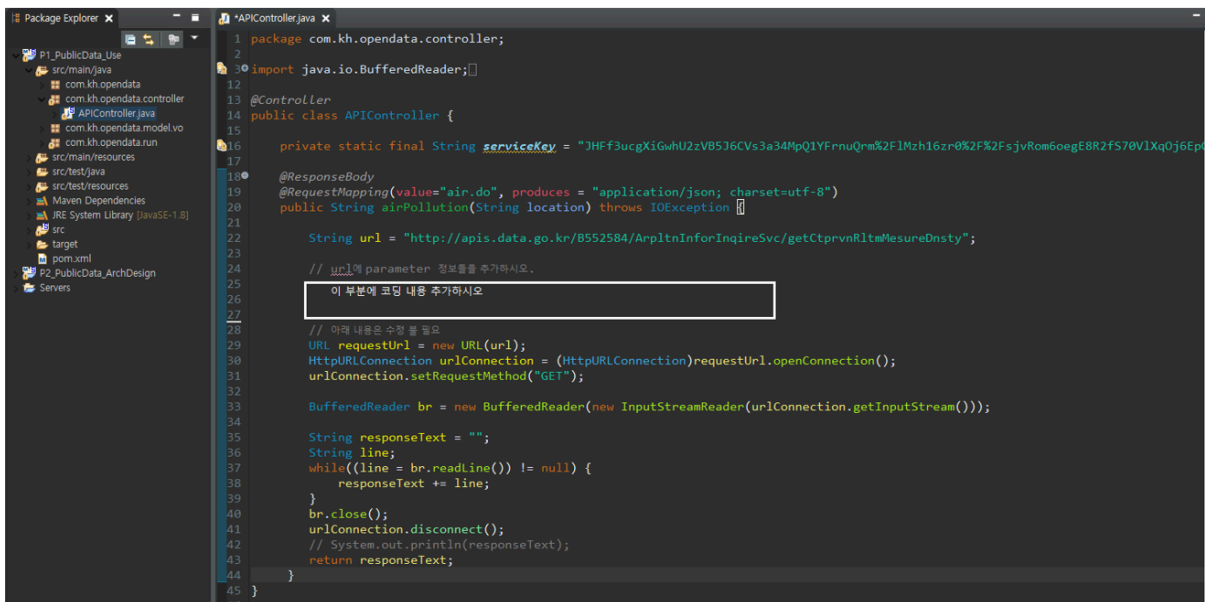 Package Explorer
P1_PublicData_Use
src/main/java
com.kh.opendata
com.kh.opendata.controller
APIController.java
com.kh.opendata.model.vo
com.kh.opendata.run
src/main/resources
src/test/java
src/test/resources
Maven Dependencies
JRE System Library [JavaSE-1.8]
src
target
pom.xml
P2_PublicData_ArchDesign
Servers
*APIController.java
1 package com.kh.opendata.controller;
2
3 import java.io.BufferedReader;
12
13 @Controller
14 public class APIController {
15
16 private static final String serviceKey =
17
18 @ResponseBody
19 @RequestMapping(value="air.do", produces = "application/json; charset=utf-8")
20 public String airPollution(String location) throws IOException {
21
22 String url = "http://apis.data.go.kr/B552584/ArpltnInforInqireSvc/getCtprvnRltmMesureDnsty";
23
24 // url에 parameter 정보들을 추가하시오.
25 이 부분에 코딩 내용 추가하시오
26
27
28 // 아래 내용은 수정 불 필요
29 URL requestUrl = new URL(url);
30 HttpURLConnection urlConnection = (HttpURLConnection)requestUrl.openConnection();
31 urlConnection.setRequestMethod("GET");
32
33 BufferedReader br = new BufferedReader(new InputStreamReader(urlConnection.getInputStream()));
34
35 String responseText = "";
36 String line;
37 while((line = br.readLine()) != null) {
38 responseText += line;
39 }
40 br.close();
41 urlConnection.disconnect();
42 // System.out.println(responseText);
43 return responseText;
44 }
45 }